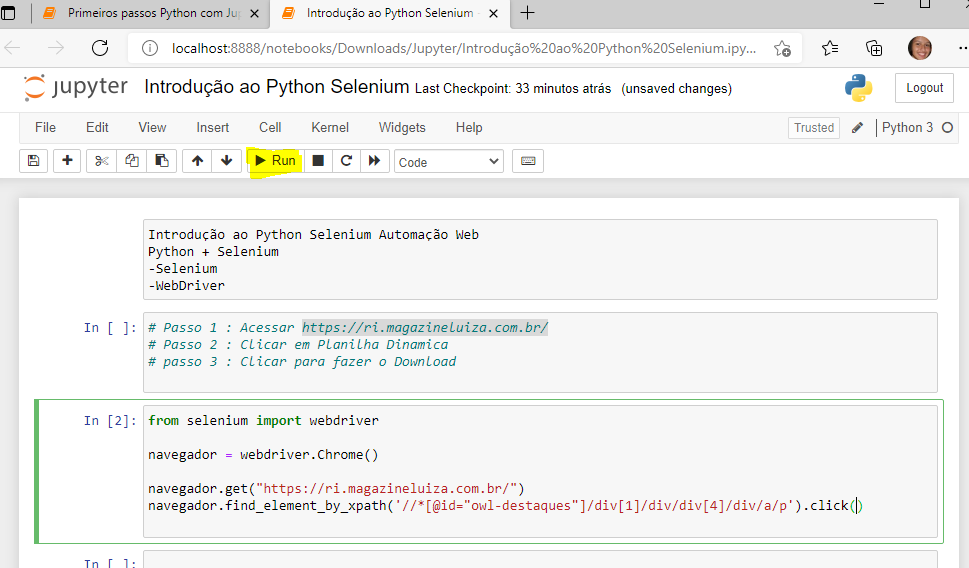 Primeiros passos Python com Ju
Introdução ao Python Selenium
localhost:8888/notebooks/Downloads/Jupyter/Introdução%20ao%20Python%20Selenium.ipy...
jupyter Introdução ao Python Selenium Last Checkpoint: 33 minutos atrás (unsaved changes)
Logout
File Edit View Insert Cell Kernel Widgets Help
Trusted
Python 3
Run
Code
Introdução ao Python Selenium Automação Web
Python + Selenium
-Selenium
-WebDriver
In [ ]:
# Passo 1 : Acessar https://ri.magazineluiza.com.br/
# Passo 2 : Clicar em Planilha Dinamica
# passo 3 : Clicar para fazer o Download
In [2]:
from selenium import webdriver
navegador = webdriver.Chrome()
navegador.get("https://ri.magazineluiza.com.br/")
navegador.find_element_by_xpath('//*[@id="owl-destaques"]/div[1]/div/div[4]/div/a/p').click()
In [ ]: